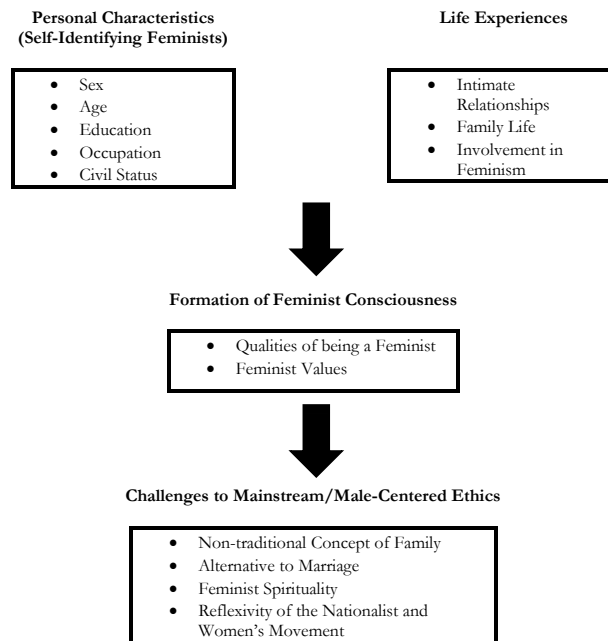 Personal Characteristics
(Self-Identifying Feminists)
• Sex
• Age
• Education
• Occupation
• Civil Status
Life Experiences
• Intimate
Relationships
• Family Life
• Involvement in
Feminism
Formation of Feminist Consciousness
• Qualities of being a Feminist
• Feminist Values
Challenges to Mainstream/Male-Centered Ethics
• Non-traditional Concept of Family
• Alternative to Marriage
• Feminist Spirituality
• Reflexivity of the Nationalist and
Women's Movement